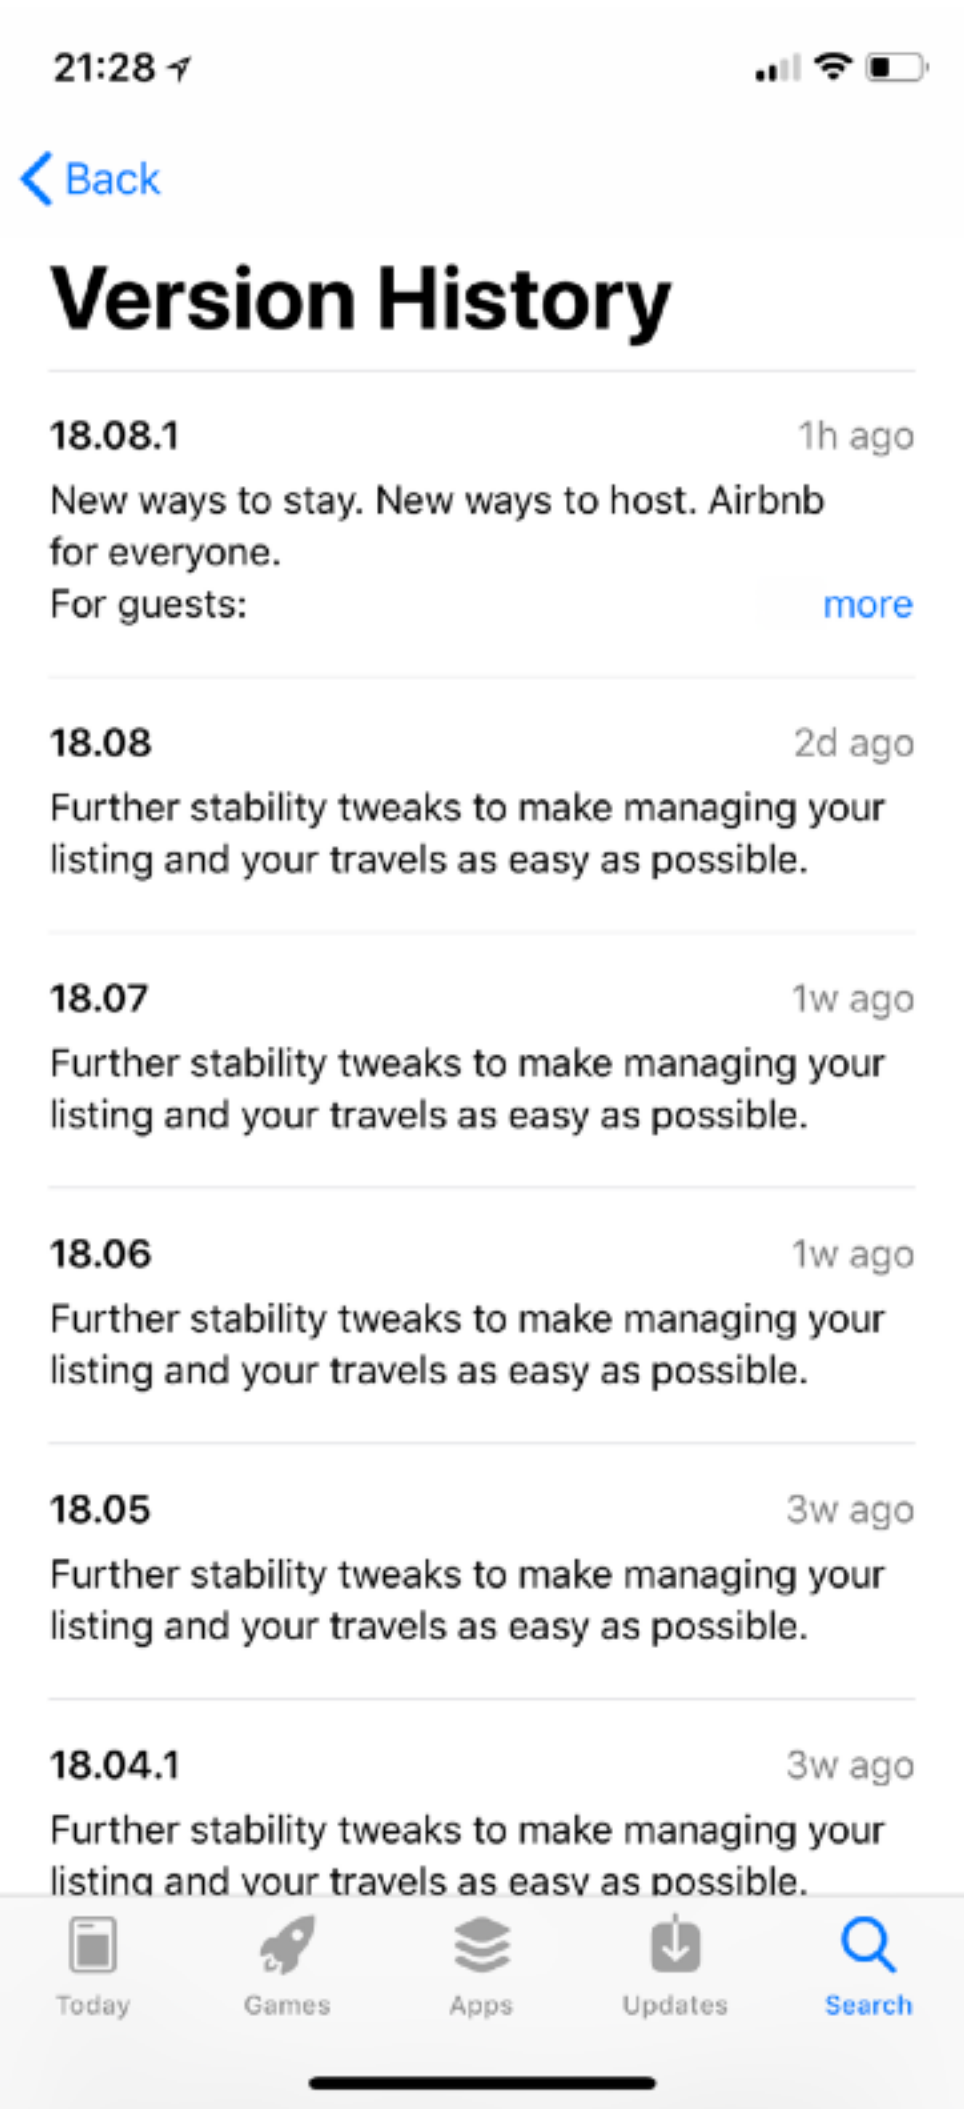 21:28
Back
Version History
18.08.1
1h ago
New ways to stay. New ways to host. Airbnb
for everyone.
For guests:
more
18.08
2d ago
Further stability tweaks to make managing your
listing and your travels as easy as possible.
18.07
1w ago
Further stability tweaks to make managing your
listing and your travels as easy as possible.
18.06
1w ago
Further stability tweaks to make managing your
listing and your travels as easy as possible.
18.05
3w ago
Further stability tweaks to make managing your
listing and your travels as easy as possible.
18.04.1
3w ago
Further stability tweaks to make managing your
listing and your travels as easy as possible.
Today
Games
Apps
Updates
Search